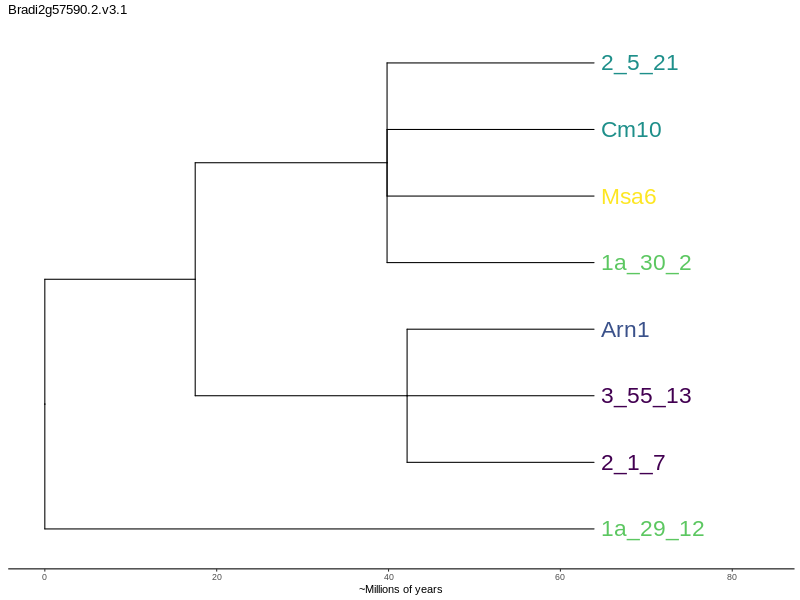 Bradi2g57590.2.v3.1
2_5_21
Cm10
Msa6
1a_30_2
Arn1
3_55_13
2_1_7
1a_29_12
0 20 40 60 80
~Millions of years